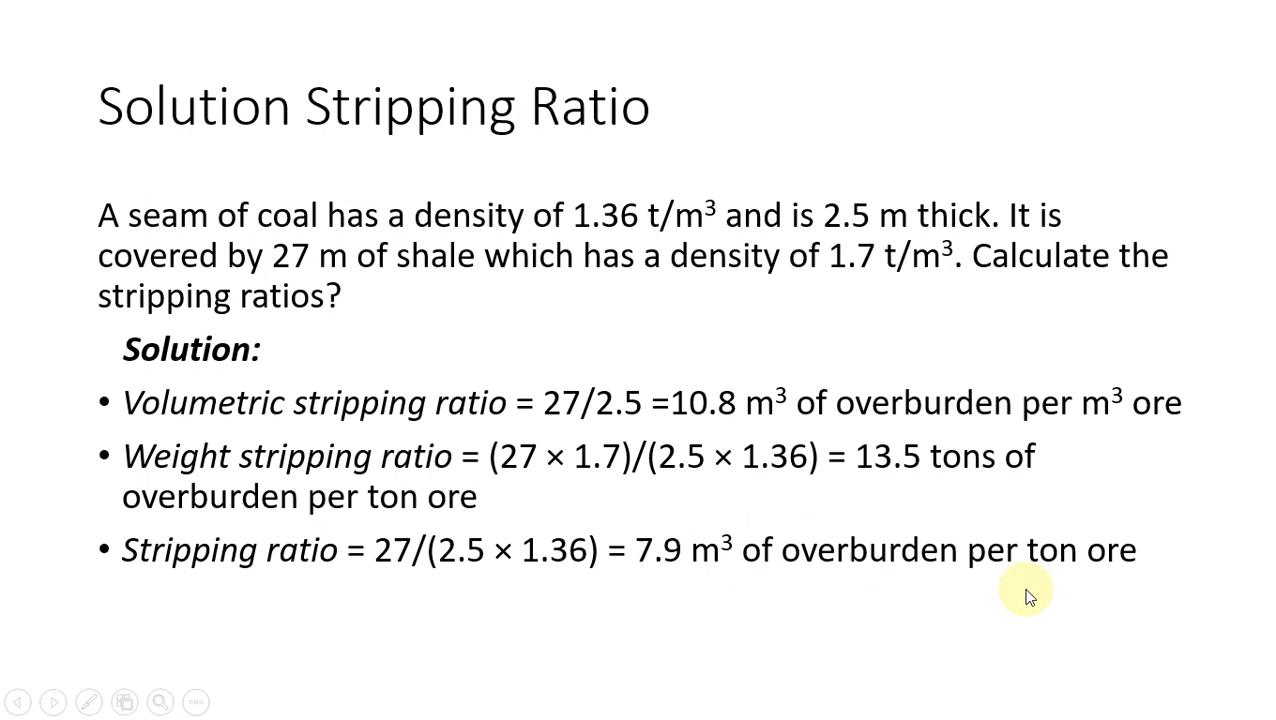 Solution Stripping Ratio
A seam of coal has a density of 1.36 t/m³ and is 2.5 m thick. It is
covered by 27 m of shale which has a density of 1.7 t/m³. Calculate the
stripping ratios?
Solution:
• Volumetric stripping ratio = 27/2.5 =10.8 m³ of overburden per m³ ore
• Weight stripping ratio = (27 × 1.7)/(2.5 × 1.36) = 13.5 tons of
overburden per ton ore
• Stripping ratio = 27/(2.5 × 1.36) = 7.9 m³ of overburden per ton ore